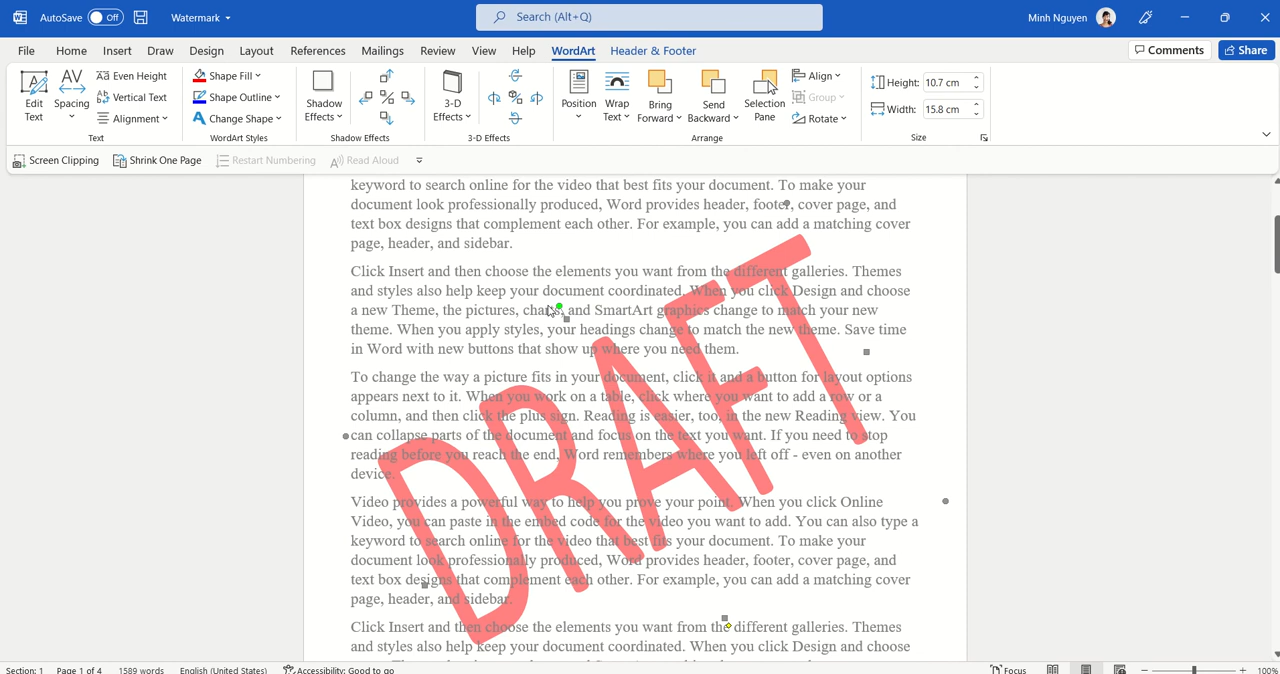 AutoSave Off Watermark Search (Alt+Q) Minh Nguyen
File Home Insert Draw Design Layout References Mailings Review View Help WordArt Header & Footer Comments Share
Edit Text
Spacing
Even Height
Vertical Text
Alignment
Text
Shape Fill
Shape Outline
Change Shape
WordArt Styles
Shadow Effects
Shadow Effects
3-D Effects
3-D Effects
Position
Wrap Text
Bring Forward
Send Backward
Selection Pane
Align
Group
Rotate
Arrange
Height: 10.7 cm
Width: 15.8 cm
Size
Screen Clipping Shrink One Page Restart Numbering Read Aloud
keyword to search online for the video that best fits your document. To make your
document look professionally produced, Word provides header, footer, cover page, and
text box designs that complement each other. For example, you can add a matching cover
page, header, and sidebar.
Click Insert and then choose the elements you want from the different galleries. Themes
and styles also help keep your document coordinated. When you click Design and choose
a new Theme, the pictures, charts, and SmartArt graphics change to match your new
theme. When you apply styles, your headings change to match the new theme. Save time
in Word with new buttons that show up where you need them.
To change the way a picture fits in your document, click it and a button for layout options
appears next to it. When you work on a table, click where you want to add a row or a
column, and then click the plus sign. Reading is easier, too, in the new Reading view. You
can collapse parts of the document and focus on the text you want. If you need to stop
reading before you reach the end, Word remembers where you left off - even on another
device.
Video provides a powerful way to help you prove your point. When you click Online
Video, you can paste in the embed code for the video you want to add. You can also type a
keyword to search online for the video that best fits your document. To make your
document look professionally produced, Word provides header, footer, cover page, and
text box designs that complement each other. For example, you can add a matching cover
page, header, and sidebar.
Click Insert and then choose the elements you want from the different galleries. Themes
and styles also help keep your document coordinated. When you click Design and choose
DRAFT
Section: 1 Page 1 of 4 1589 words English (United States) Accessibility: Good to go Focus 100%